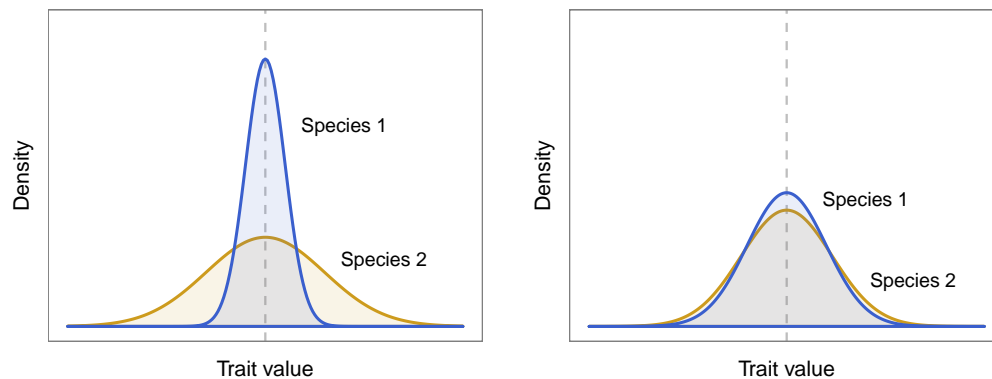 Density
Species 1
Species 2
Trait value
Density
Species 1
Species 2
Trait value